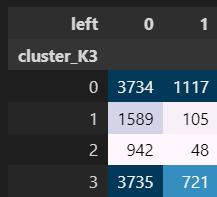 left 0 1
cluster_K3
0 3734 1117
1 1589 105
2 942 48
3 3735 721